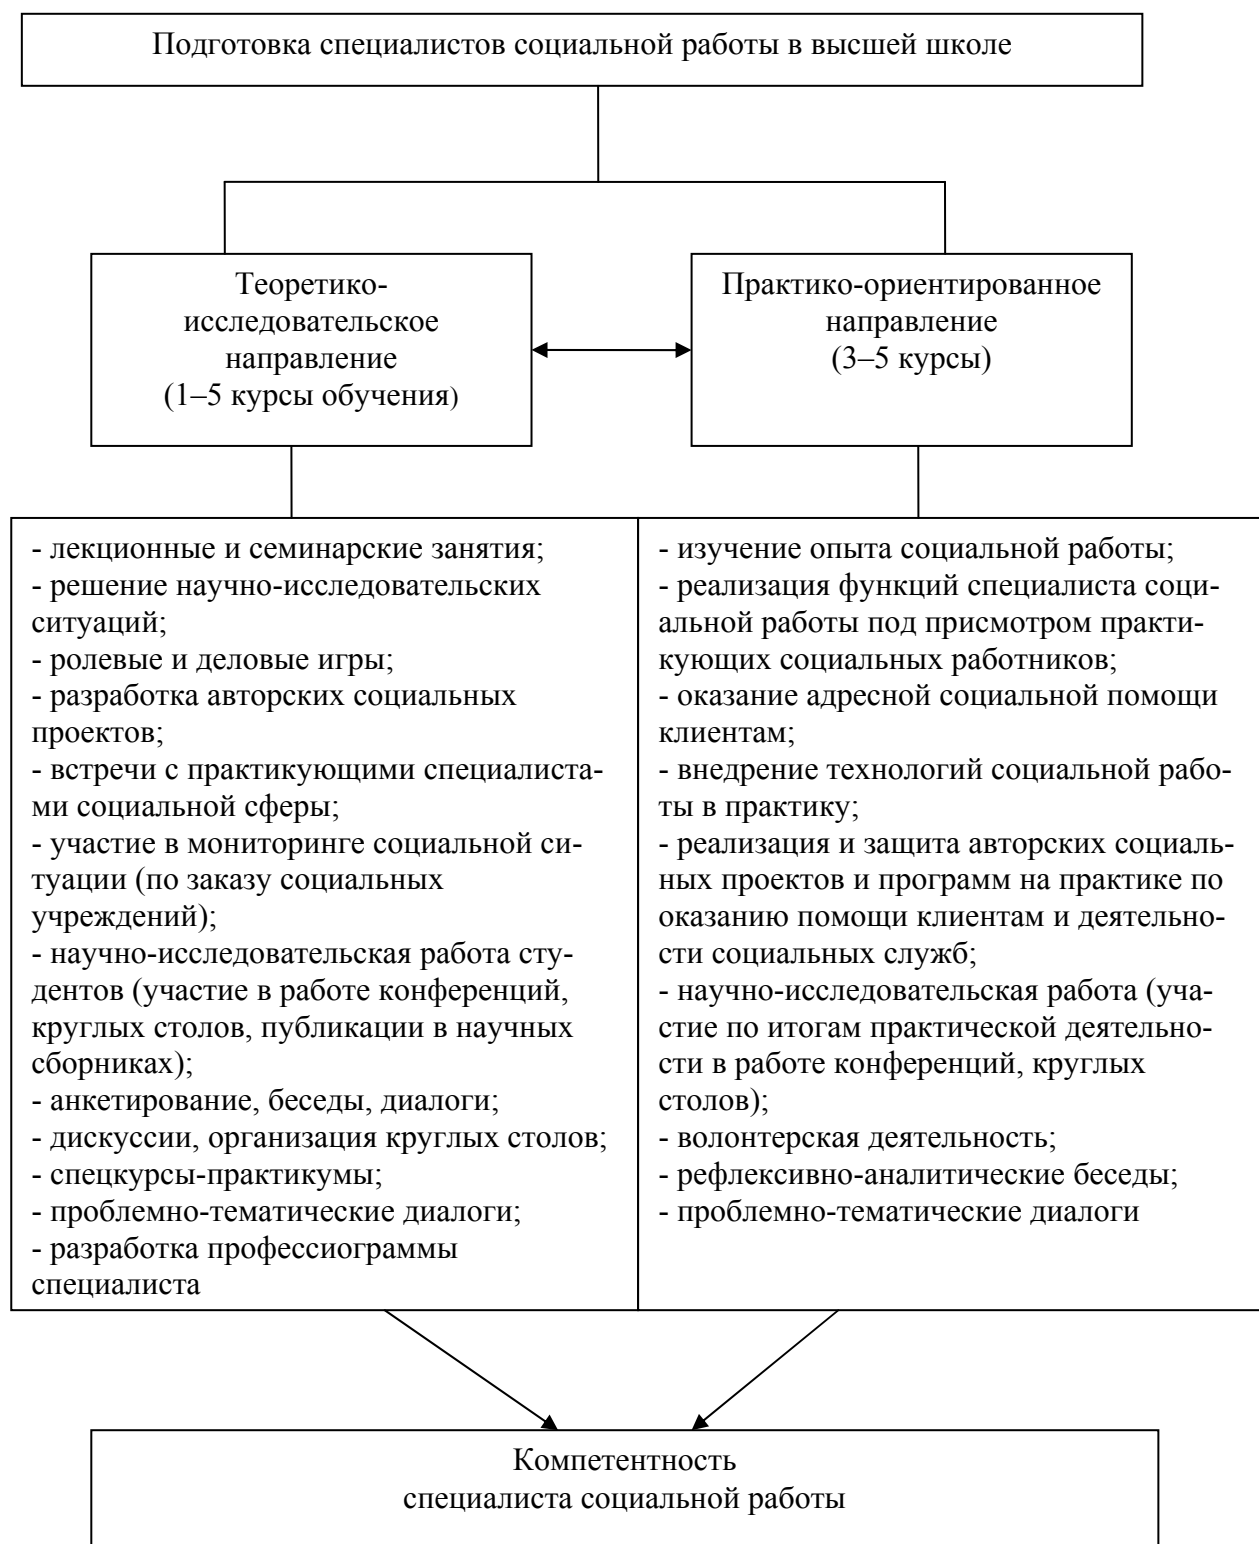 Подготовка специалистов социальной работы в высшей школе
Теоретико-
исследовательское
направление
(1–5 курсы обучения)
Практико-ориентированное
направление
(3–5 курсы)
- лекционные и семинарские занятия;
- решение научно-исследовательских
ситуаций;
- ролевые и деловые игры;
- разработка авторских социальных
проектов;
- встречи с практикующими специалиста-
ми социальной сферы;
- участие в мониторинге социальной си-
туации (по заказу социальных
учреждений);
- научно-исследовательская работа сту-
дентов (участие в работе конференций,
круглых столов, публикации в научных
сборниках);
- анкетирование, беседы, диалоги;
- дискуссии, организация круглых столов;
- спецкурсы-практикумы;
- проблемно-тематические диалоги;
- разработка профессиограммы
специалиста
- изучение опыта социальной работы;
- реализация функций специалиста соци-
альной работы под присмотром практи-
кующих социальных работников;
- оказание адресной социальной помощи
клиентам;
- внедрение технологий социальной рабо-
ты в практику;
- реализация и защита авторских социаль-
ных проектов и программ на практике по
оказанию помощи клиентам и деятельно-
сти социальных служб;
- научно-исследовательская работа (уча-
стие по итогам практической деятельно-
сти в работе конференций, круглых
столов);
- волонтерская деятельность;
- рефлексивно-аналитические беседы;
- проблемно-тематические диалоги
Компетентность
специалиста социальной работы